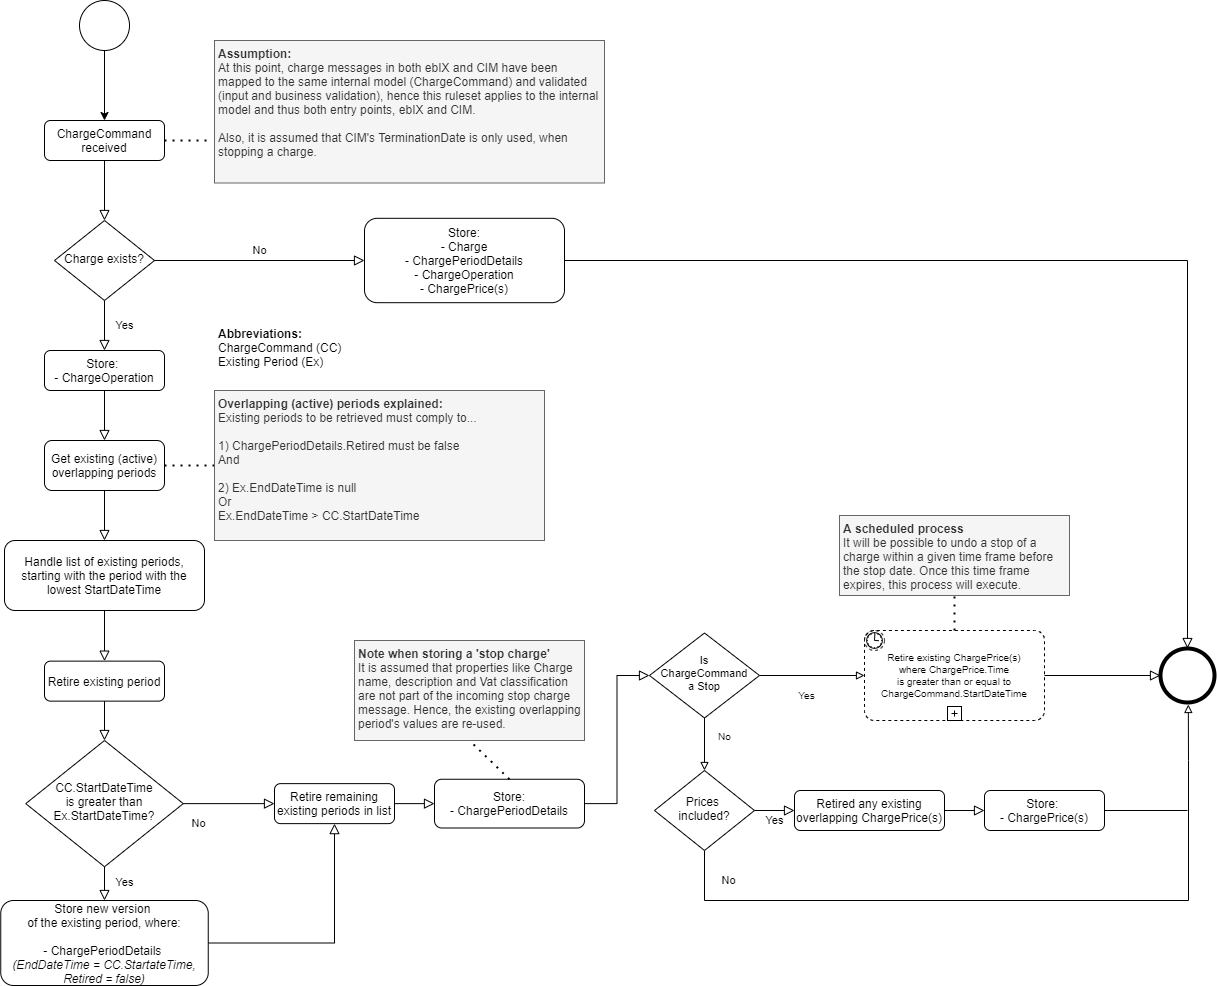 Assumption:
At this point, charge messages in both ebIX and CIM have been
mapped to the same internal model (ChargeCommand) and validated
(input and business validation), hence this ruleset applies to the internal
model and thus both entry points, ebIX and CIM.
Also, it is assumed that CIM's TerminationDate is only used, when
stopping a charge.
ChargeCommand
received
Charge exists?
No
Store:
- Charge
- ChargePeriodDetails
- ChargeOperation
- ChargePrice(s)
Yes
Store:
- ChargeOperation
Abbreviations:
ChargeCommand (CC)
Existing Period (Ex)
Overlapping (active) periods explained:
Existing periods to be retrieved must comply to...
1) ChargePeriodDetails.Retired must be false
And
2) Ex.EndDateTime is null
Or
Ex.EndDateTime > CC.StartDateTime
Get existing (active)
overlapping periods
Handle list of existing periods,
starting with the period with the
lowest StartDateTime
Retire existing period
CC.StartDateTime
is greater than
Ex.StartDateTime?
No
Yes
Store new version
of the existing period, where:
- ChargePeriodDetails
(EndDateTime = CC.StartateTime,
Retired = false)
Retire remaining
existing periods in list
Note when storing a 'stop charge'
It is assumed that properties like Charge
name, description and Vat classification
are not part of the incoming stop charge
message. Hence, the existing overlapping
period's values are re-used.
Store:
- ChargePeriodDetails
Is
ChargeCommand
a Stop
Yes
No
A scheduled process
It will be possible to undo a stop of a
charge within a given time frame before
the stop date. Once this time frame
expires, this process will execute.
Retire existing ChargePrice(s)
where ChargePrice.Time
is greater than or equal to
ChargeCommand.StartDateTime
Prices
included?
Yes
No
Retired any existing
overlapping ChargePrice(s)
Store:
- ChargePrice(s)